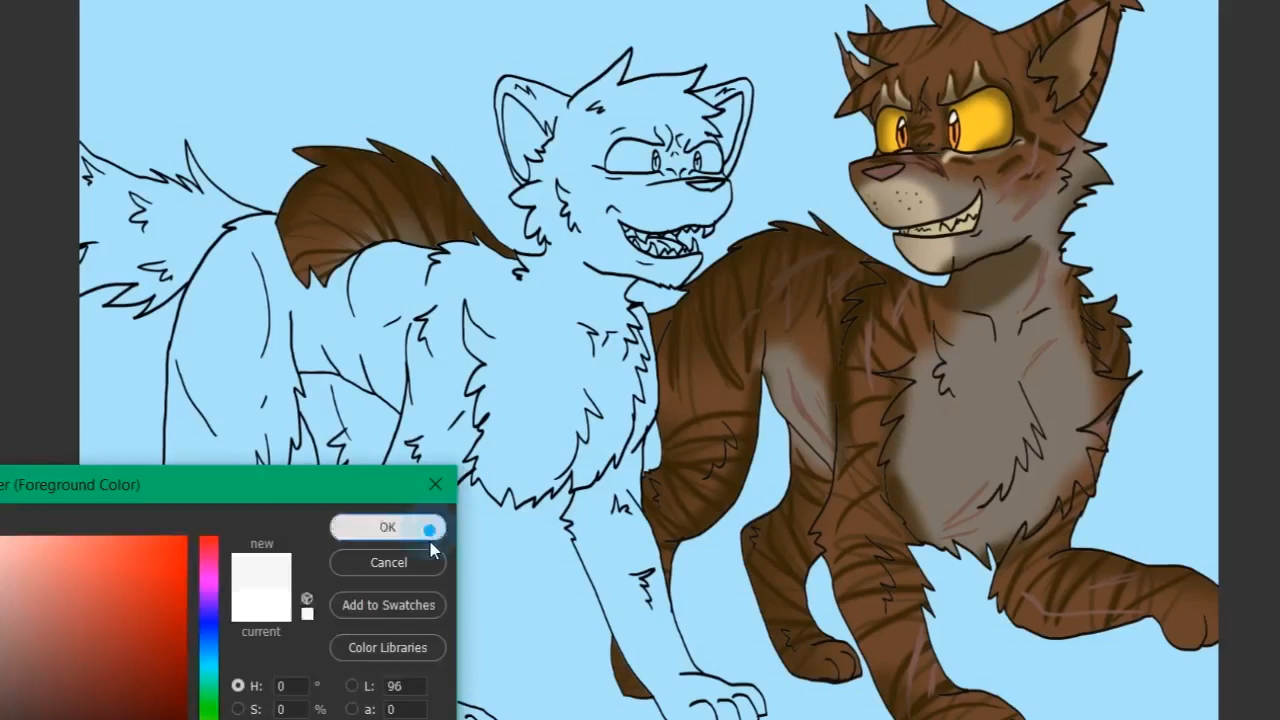 er (Foreground Color)
OK
new
Cancel
Add to Swatches
current
Color Libraries
H: 0 °
L: 96
S: 0 %
a: 0